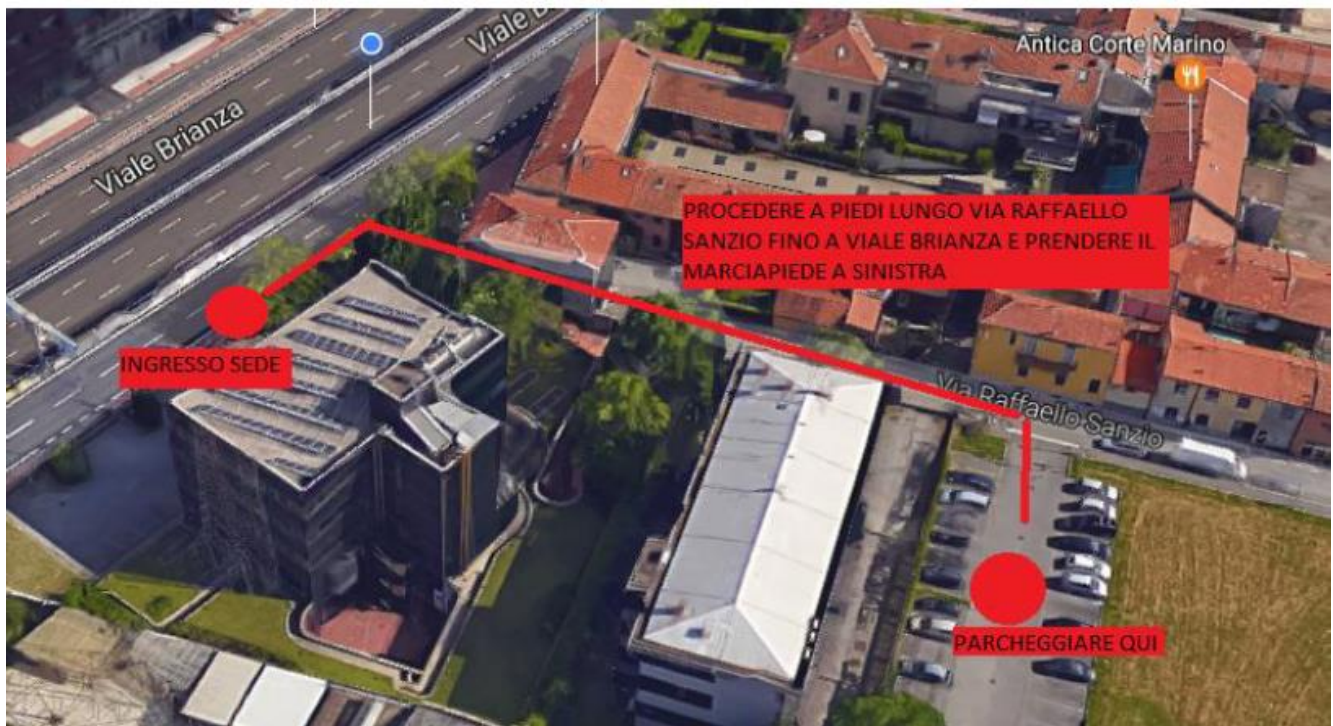 Viale B
Antica Corte Marino
Viale Brianza
PROCEDERE A PIEDI LUNGO VIA RAFFAELLO
SANZIO FINO A VIALE BRIANZA E PRENDERE IL
MARCIAPIEDE A SINISTRA
INGRESSO SEDE
Via Raffaello Sanzio
PARCHEGGIARE QUI